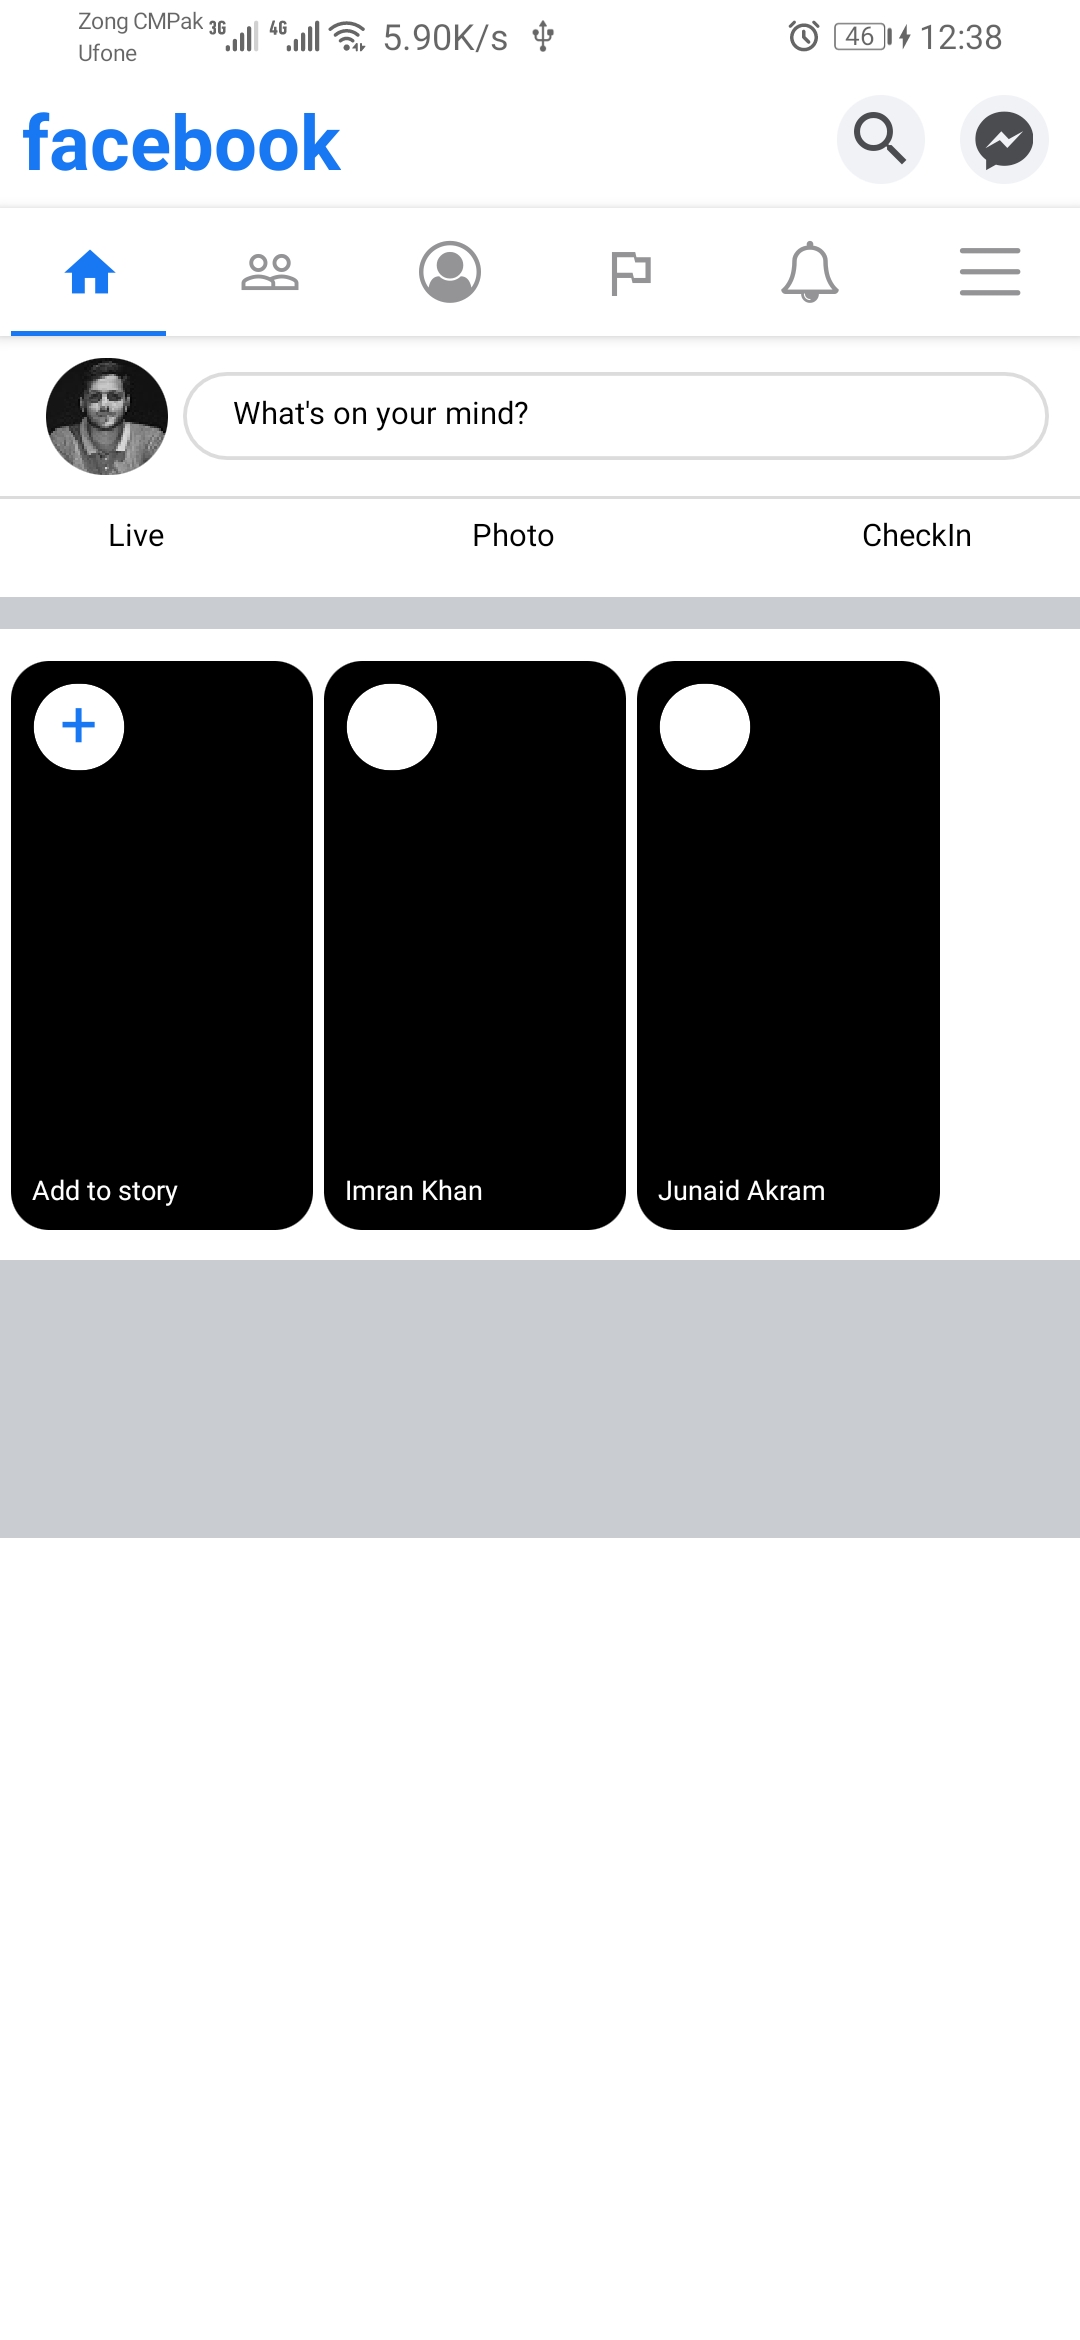 Zong CMPak 3G 4G 5.90K/s 46 12:38
Ufone
facebook
What's on your mind?
Live Photo CheckIn
Add to story Imran Khan Junaid Akram